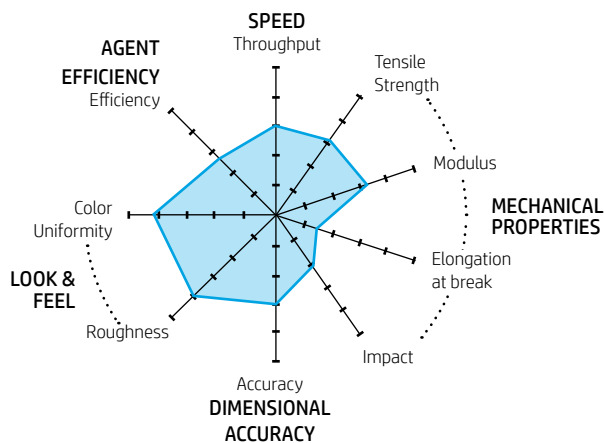 SPEED
Throughput
AGENT
EFFICIENCY
Efficiency
Tensile
Strength
Modulus
MECHANICAL
PROPERTIES
Color
Uniformity
Elongation
at break
LOOK &
FEEL
Roughness
Impact
Accuracy
DIMENSIONAL
ACCURACY